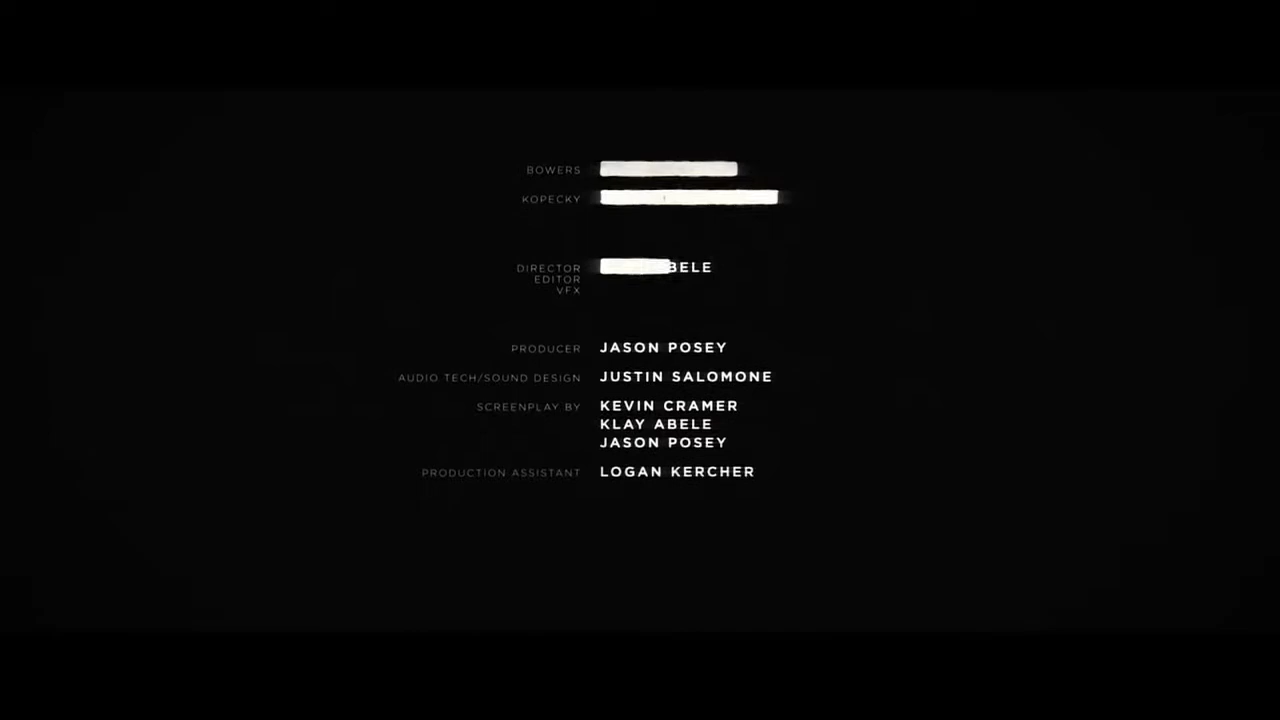 BOWERS
KOPECKY
DIRECTOR
EDITOR
VFX
PRODUCER JASON POSEY
AUDIO TECH/SOUND DESIGN JUSTIN SALOMONE
SCREENPLAY BY KEVIN CRAMER
KLAY ABELE
JASON POSEY
PRODUCTION ASSISTANT LOGAN KERCHER